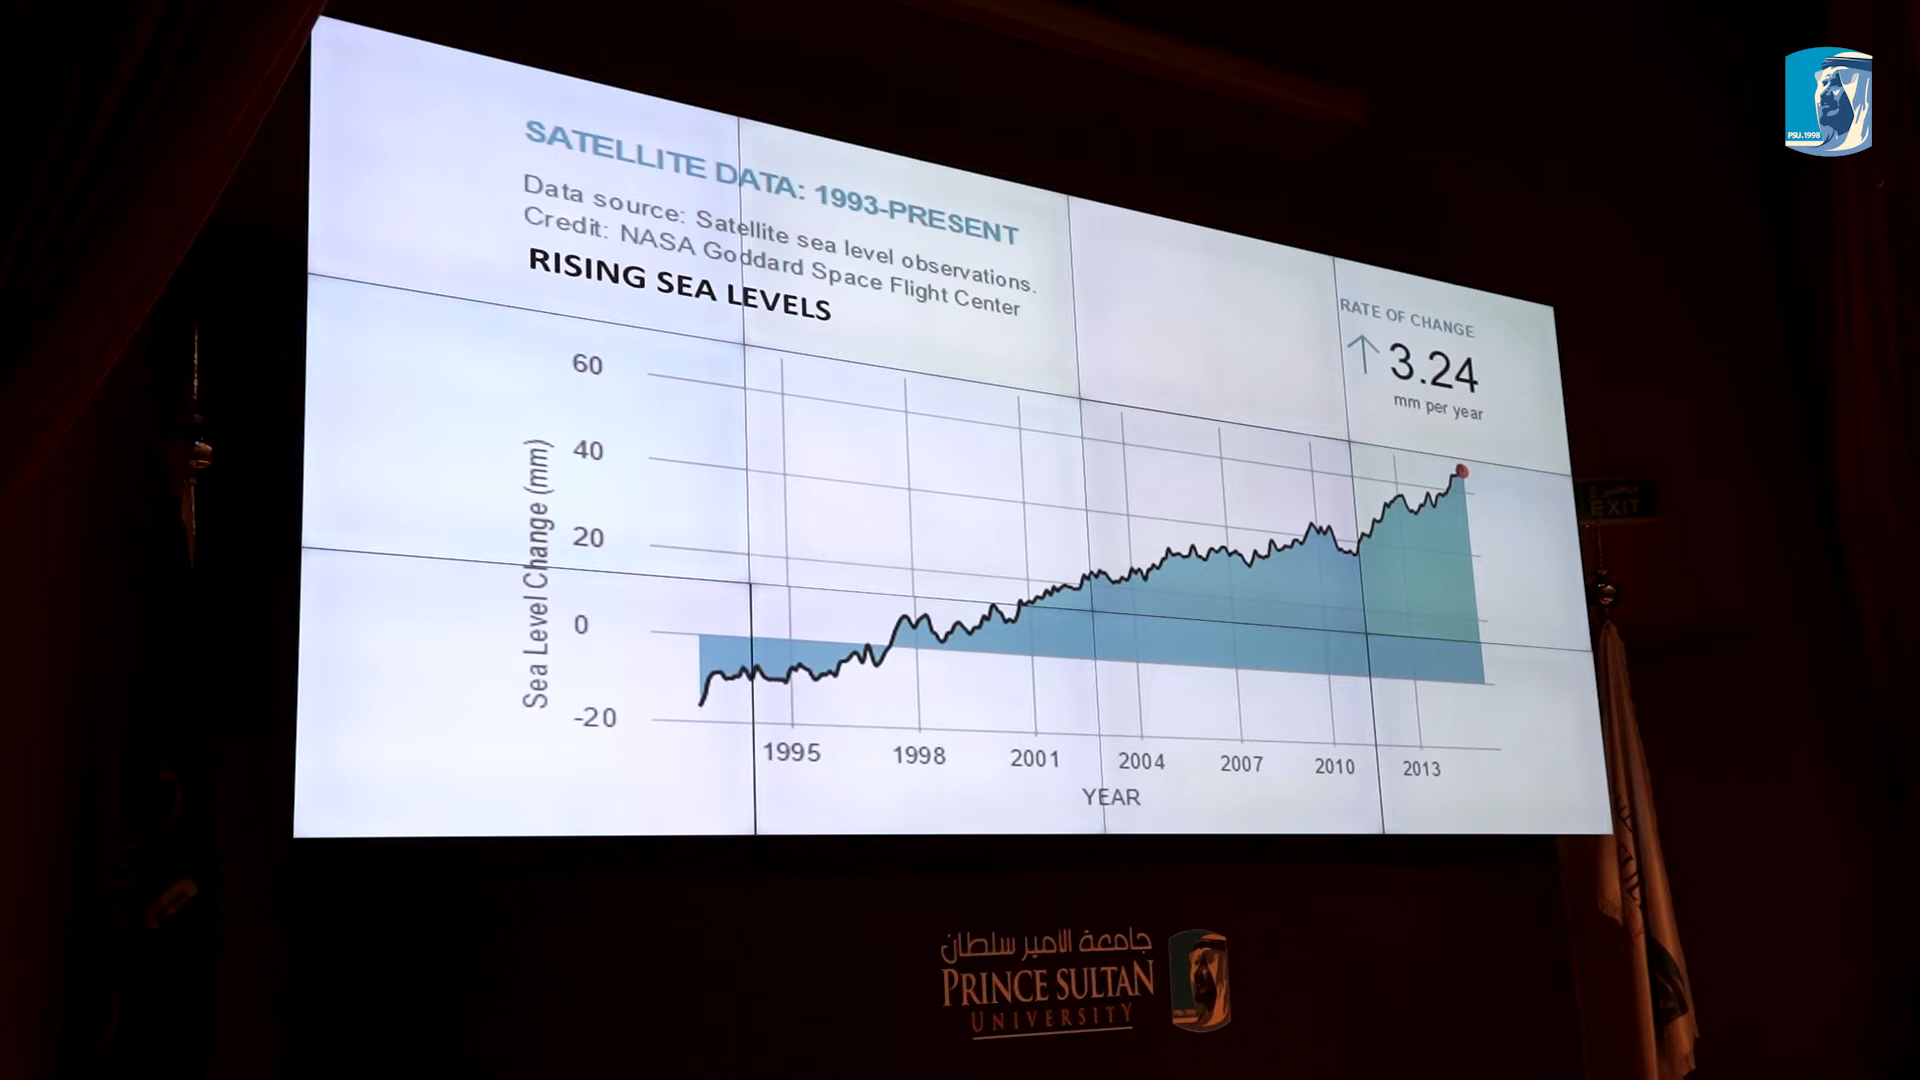 PSU.1998
SATELLITE DATA: 1993-PRESENT
Data source: Satellite sea level observations.
Credit: NASA Goddard Space Flight Center
RISING SEA LEVELS
RATE OF CHANGE
↑ 3.24
mm per year
Sea Level Change (mm)
60
40
20
0
-20
1995 1998 2001 2004 2007 2010 2013
YEAR
EXIT
جامعة الأمير سلطان
PRINCE SULTAN
UNIVERSITY